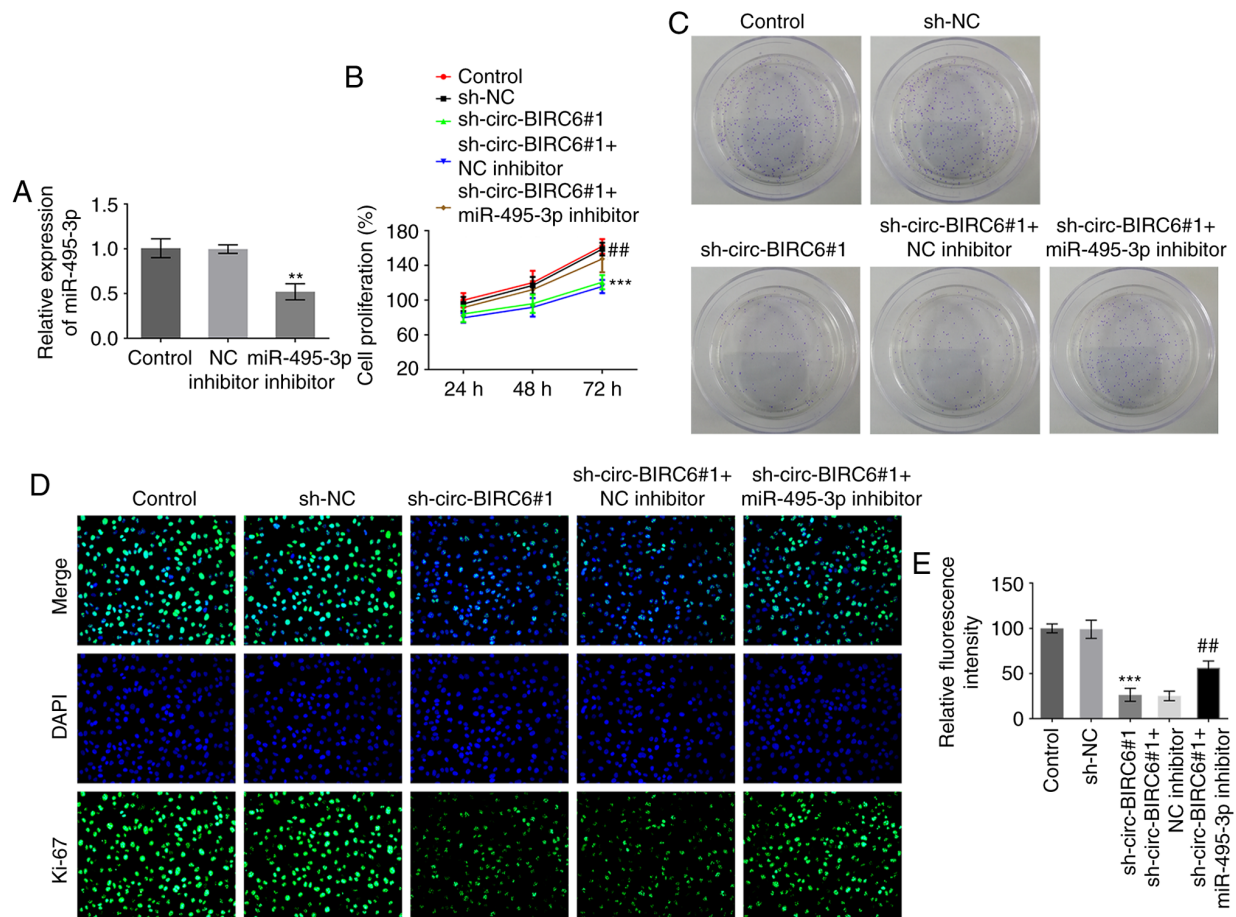 A
Relative expression
of miR-495-3p
1.5
1.0
0.5
0.0
**
Control
NC
inhibitor
miR-495-3p
inhibitor
B
Control
sh-NC
sh-circ-BIRC6#1
sh-circ-BIRC6#1+
NC inhibitor
sh-circ-BIRC6#1+
miR-495-3p inhibitor
Cell proliferation (%)
180
140
100
60
20
##
***
24 h
48 h
72 h
C
Control
sh-NC
sh-circ-BIRC6#1
sh-circ-BIRC6#1+
NC inhibitor
sh-circ-BIRC6#1+
miR-495-3p inhibitor
D
Control
sh-NC
sh-circ-BIRC6#1
sh-circ-BIRC6#1+
NC inhibitor
sh-circ-BIRC6#1+
miR-495-3p inhibitor
Merge
DAPI
Ki-67
E
Relative fluorescence
intensity
150
100
50
0
***
##
Control
sh-NC
sh-circ-BIRC6#1
sh-circ-BIRC6#1+
NC inhibitor
sh-circ-BIRC6#1+
miR-495-3p inhibitor